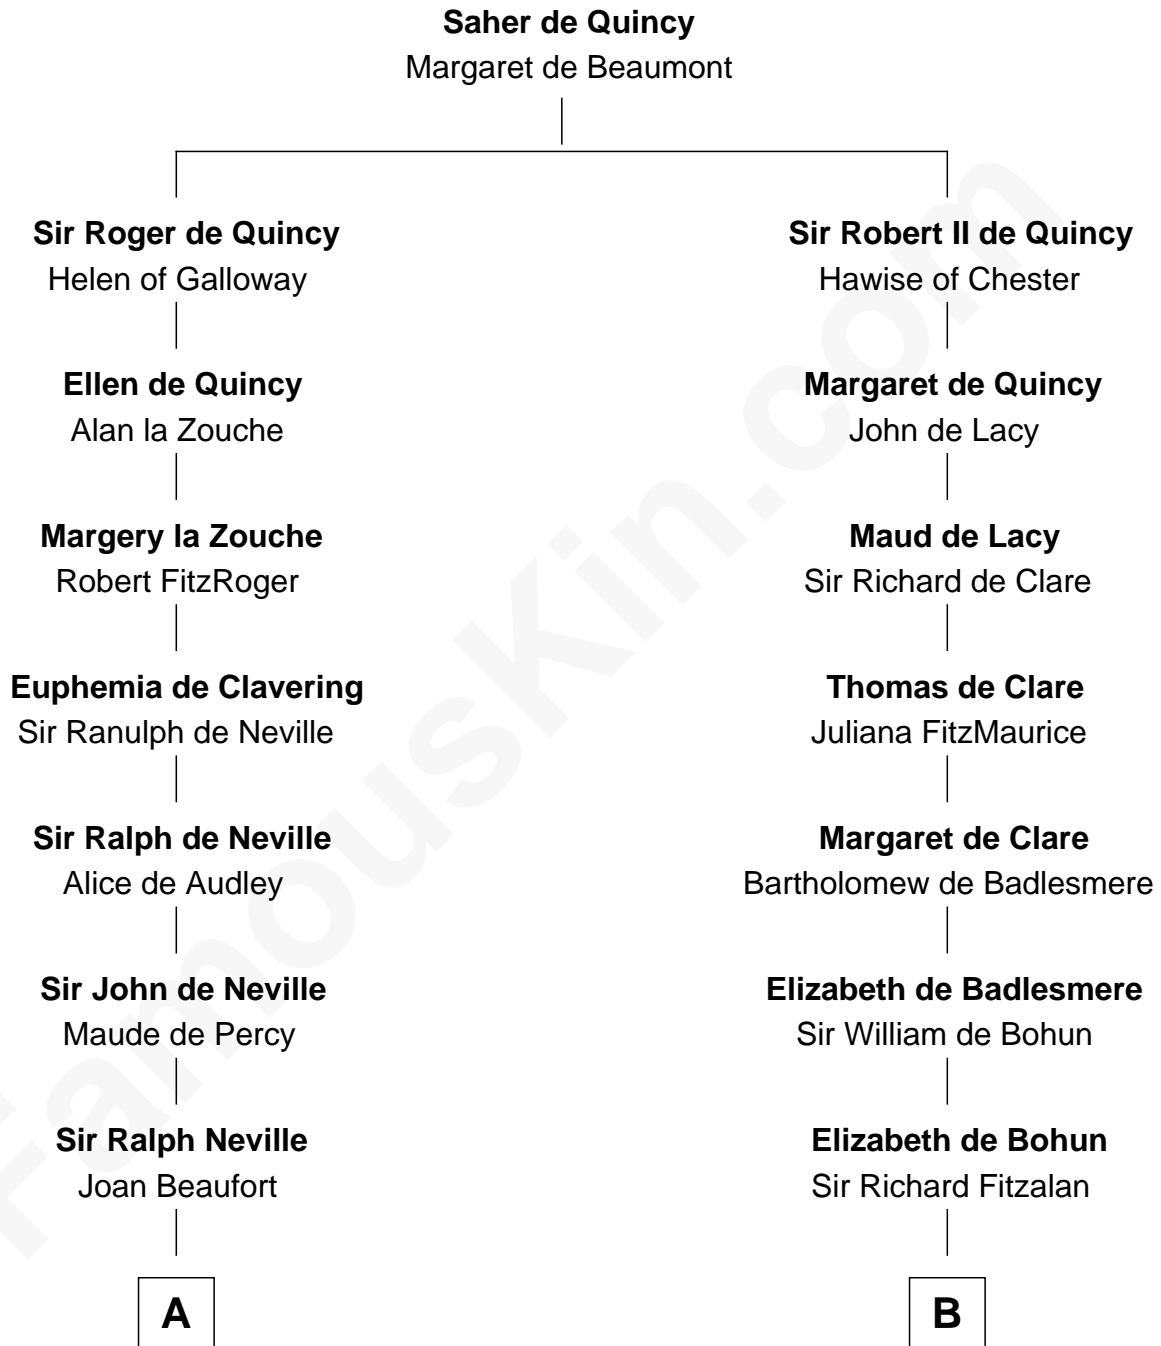 Saher de Quincy
Margaret de Beaumont
Sir Roger de Quincy
Helen of Galloway
Sir Robert II de Quincy
Hawise of Chester
Ellen de Quincy
Alan la Zouche
Margaret de Quincy
John de Lacy
Margery la Zouche
Robert FitzRoger
Maud de Lacy
Sir Richard de Clare
Euphemia de Clavering
Sir Ranulph de Neville
Thomas de Clare
Juliana FitzMaurice
Sir Ralph de Neville
Alice de Audley
Margaret de Clare
Bartholomew de Badlesmere
Sir John de Neville
Maude de Percy
Elizabeth de Badlesmere
Sir William de Bohun
Sir Ralph Neville
Joan Beaufort
Elizabeth de Bohun
Sir Richard Fitzalan
A
B
FamousKin.com